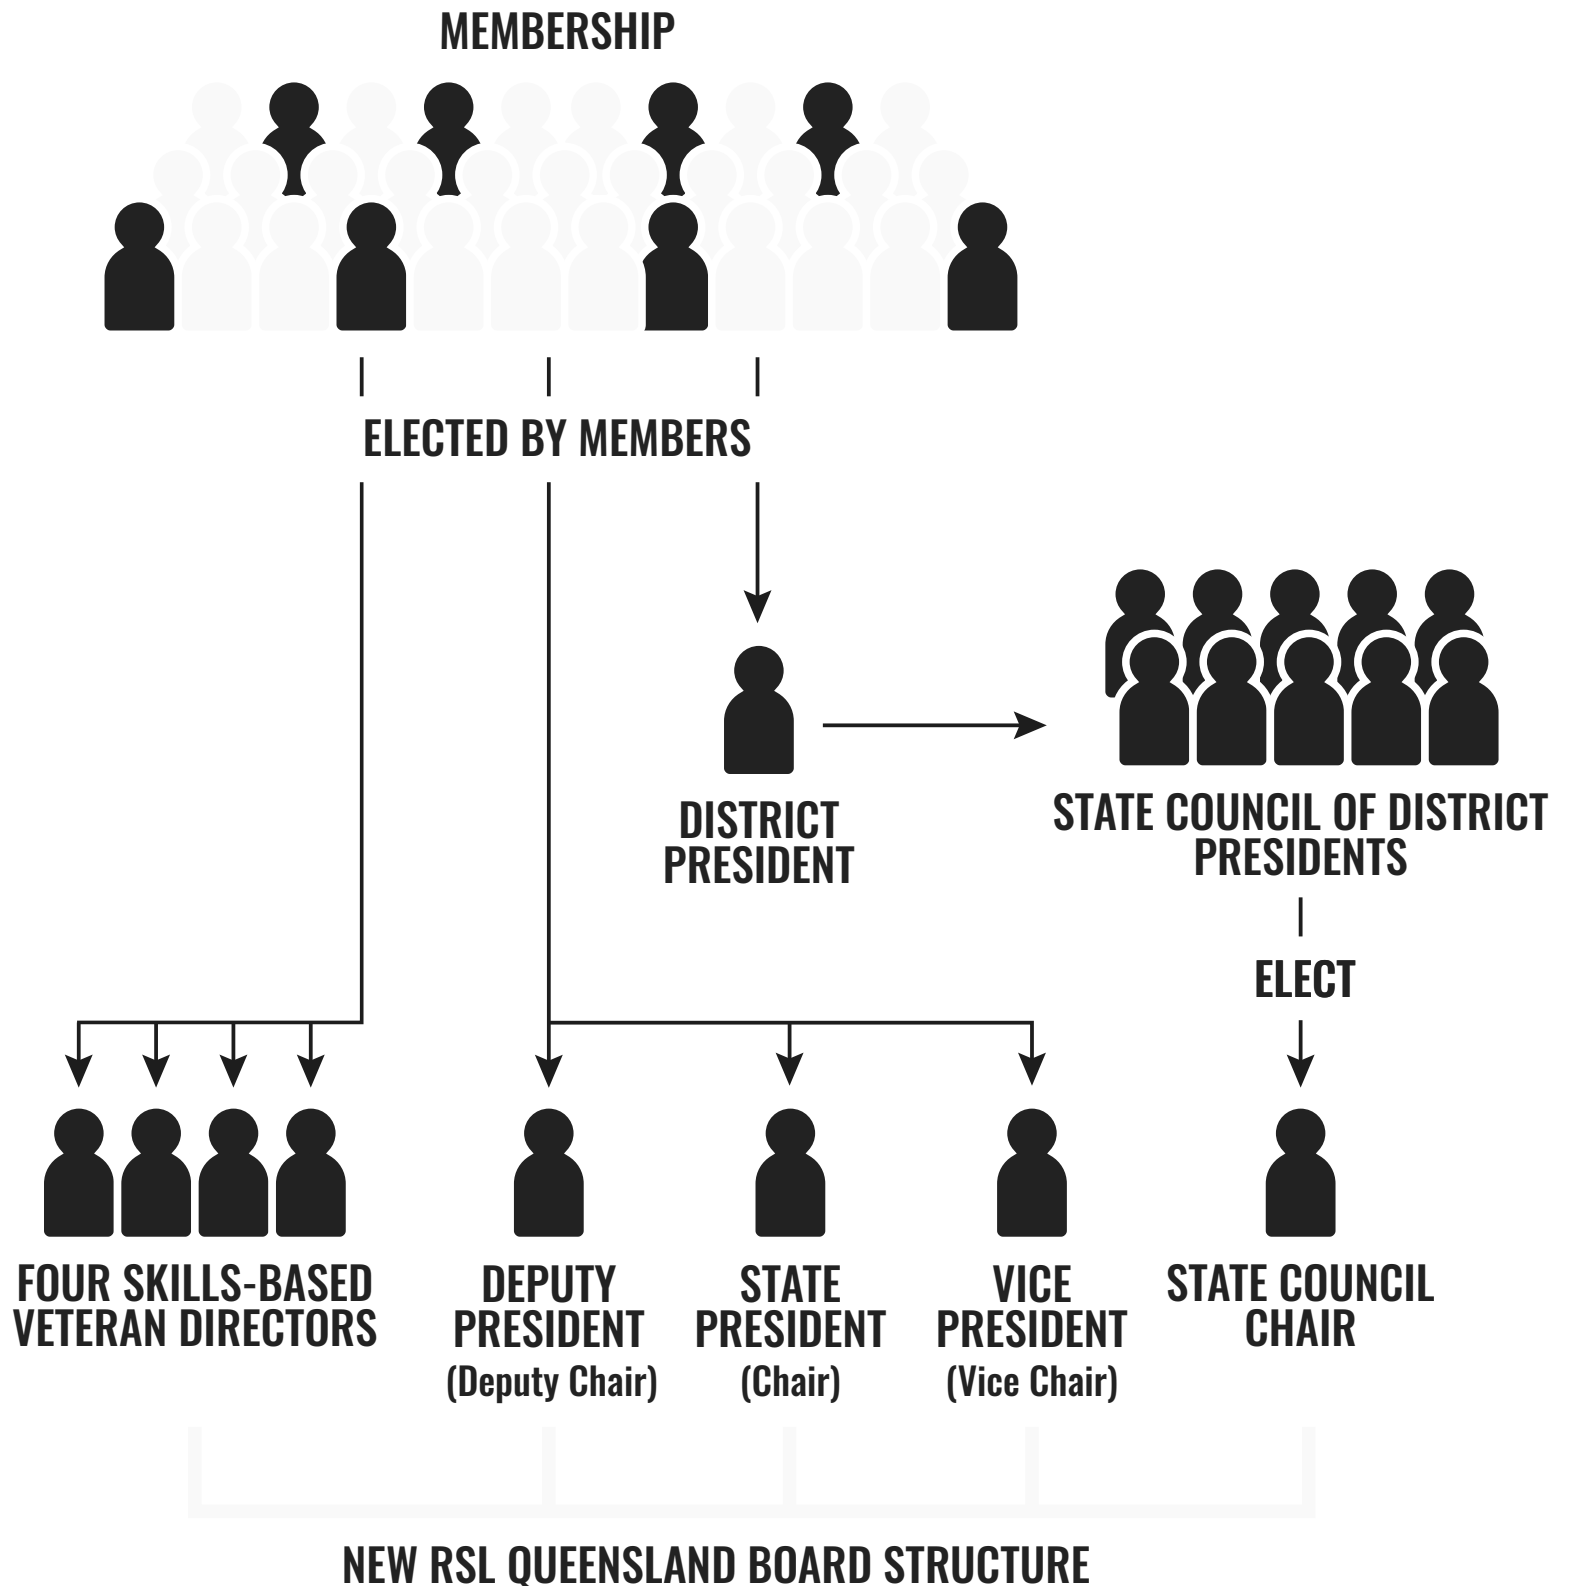 MEMBERSHIP
ELECTED BY MEMBERS
DISTRICT
PRESIDENT
STATE COUNCIL OF DISTRICT
PRESIDENTS
ELECT
FOUR SKILLS-BASED
VETERAN DIRECTORS
DEPUTY
PRESIDENT
(Deputy Chair)
STATE
PRESIDENT
(Chair)
VICE
PRESIDENT
(Vice Chair)
STATE COUNCIL
CHAIR
NEW RSL QUEENSLAND BOARD STRUCTURE